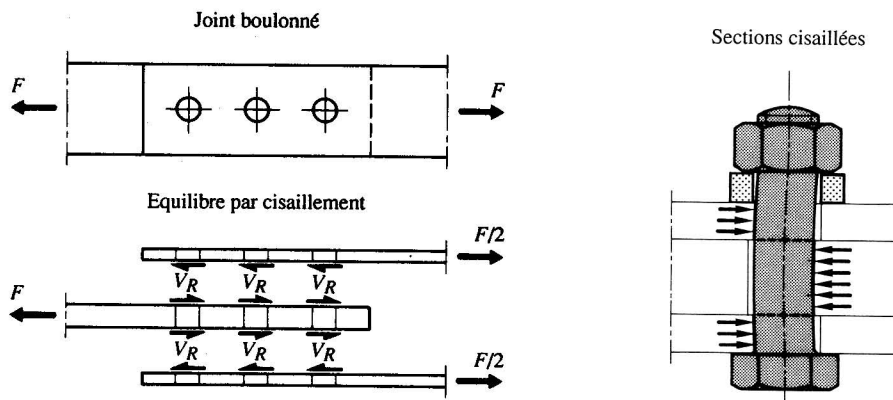 Joint boulonné
F
F
Equilibre par cisaillement
F/2
V_R V_R V_R
F
V_R V_R V_R
F/2
Sections cisaillées